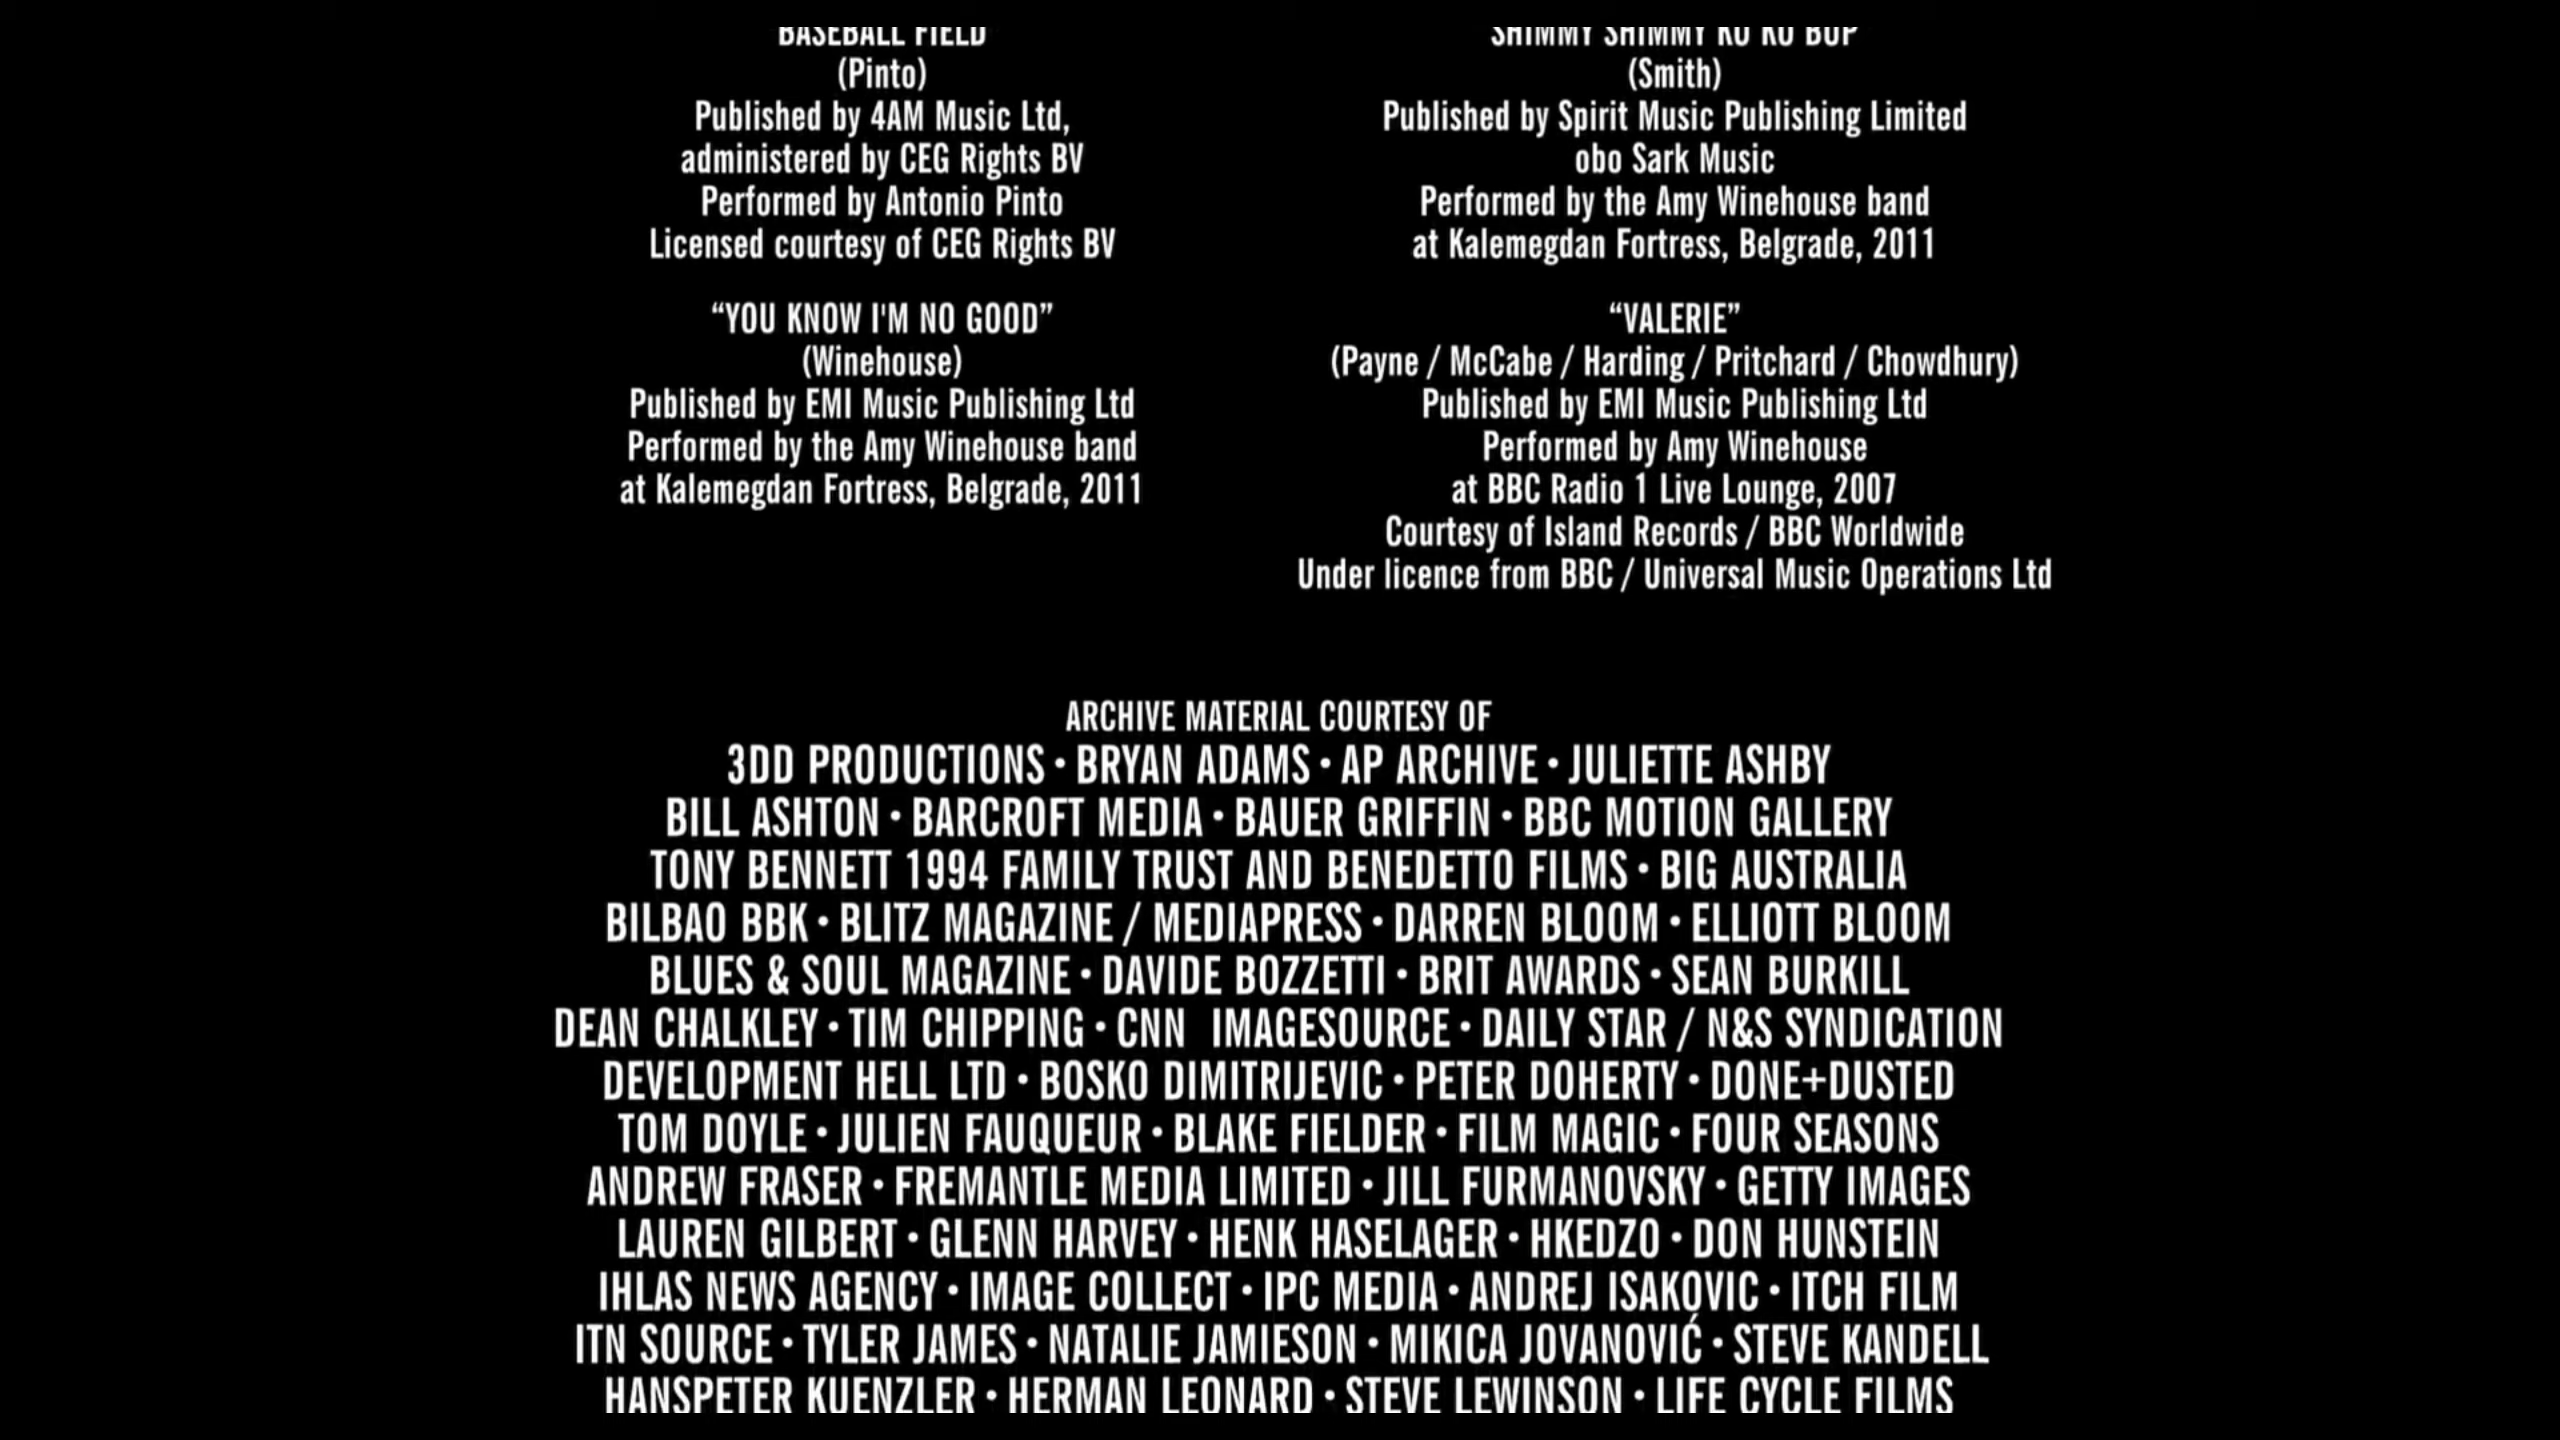 BASEBALL FIELD
(Pinto)
Published by 4AM Music Ltd,
administered by CEG Rights BV
Performed by Antonio Pinto
Licensed courtesy of CEG Rights BV
“YOU KNOW I'M NO GOOD”
(Winehouse)
Published by EMI Music Publishing Ltd
Performed by the Amy Winehouse band
at Kalemegdan Fortress, Belgrade, 2011
SHIMMY SHIMMY KO KO BOP
(Smith)
Published by Spirit Music Publishing Limited
obo Sark Music
Performed by the Amy Winehouse band
at Kalemegdan Fortress, Belgrade, 2011
“VALERIE”
(Payne / McCabe / Harding / Pritchard / Chowdhury)
Published by EMI Music Publishing Ltd
Performed by Amy Winehouse
at BBC Radio 1 Live Lounge, 2007
Courtesy of Island Records / BBC Worldwide
Under licence from BBC / Universal Music Operations Ltd
ARCHIVE MATERIAL COURTESY OF
3DD PRODUCTIONS • BRYAN ADAMS • AP ARCHIVE • JULIETTE ASHBY
BILL ASHTON • BARCROFT MEDIA • BAUER GRIFFIN • BBC MOTION GALLERY
TONY BENNETT 1994 FAMILY TRUST AND BENEDETTO FILMS • BIG AUSTRALIA
BILBAO BBK • BLITZ MAGAZINE / MEDIAPRESS • DARREN BLOOM • ELLIOTT BLOOM
BLUES & SOUL MAGAZINE • DAVIDE BOZZETTI • BRIT AWARDS • SEAN BURKILL
DEAN CHALKLEY • TIM CHIPPING • CNN IMAGESOURCE • DAILY STAR / N&S SYNDICATION
DEVELOPMENT HELL LTD • BOSKO DIMITRIJEVIC • PETER DOHERTY • DONE+DUSTED
TOM DOYLE • JULIEN FAUQUEUR • BLAKE FIELDER • FILM MAGIC • FOUR SEASONS
ANDREW FRASER • FREMANTLE MEDIA LIMITED • JILL FURMANOVSKY • GETTY IMAGES
LAUREN GILBERT • GLENN HARVEY • HENK HASELAGER • HKEDZO • DON HUNSTEIN
IHLAS NEWS AGENCY • IMAGE COLLECT • IPC MEDIA • ANDREJ ISAKOVIC • ITCH FILM
ITN SOURCE • TYLER JAMES • NATALIE JAMIESON • MIKICA JOVANOVIĆ • STEVE KANDELL
HANSPETER KUENZLER • HERMAN LEONARD • STEVE LEWINSON • LIFE CYCLE FILMS